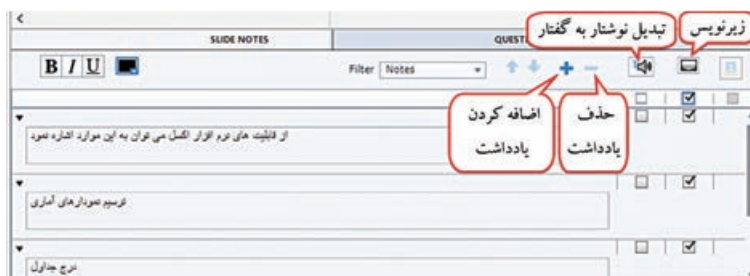 زیرنویس
تبدیل نوشتار به گفتار
SLIDE NOTES
QUEST
B I U
Filter
Notes
اضافه کردن
یادداشت
حذف
یادداشت
از قابلیت های نرم افزار اکسل می توان به این موارد اشاره نمود
ترسیم نمودارهای آماری
درج جداول